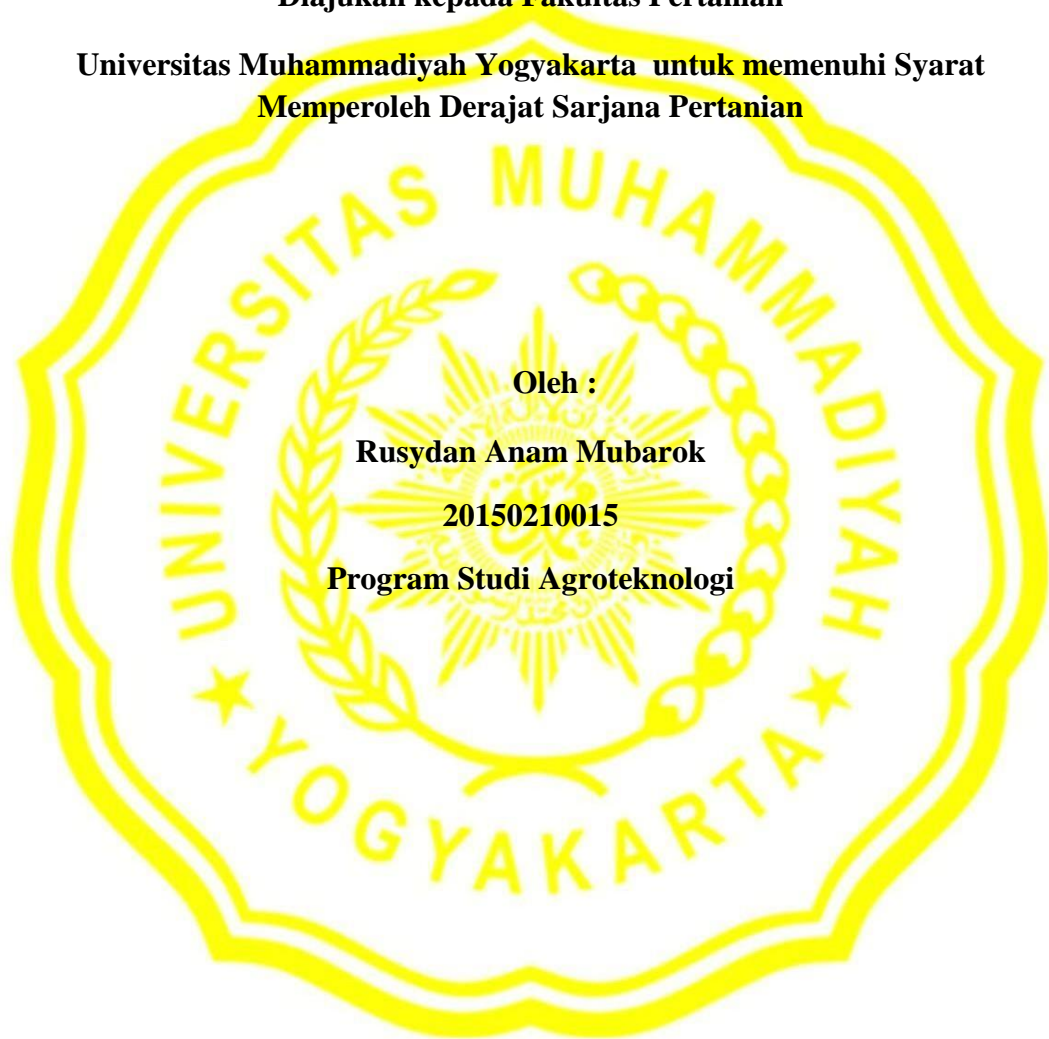 Diajukan kepada Fakultas Pertanian
Universitas Muhammadiyah Yogyakarta untuk memenuhi Syarat
Memperoleh Derajat Sarjana Pertanian
UNIVERSITAS MUHAMMADIYAH
Oleh :
Rusydan Anam Mubarok
20150210015
Program Studi Agroteknologi
★ YOGYAKARTA ★